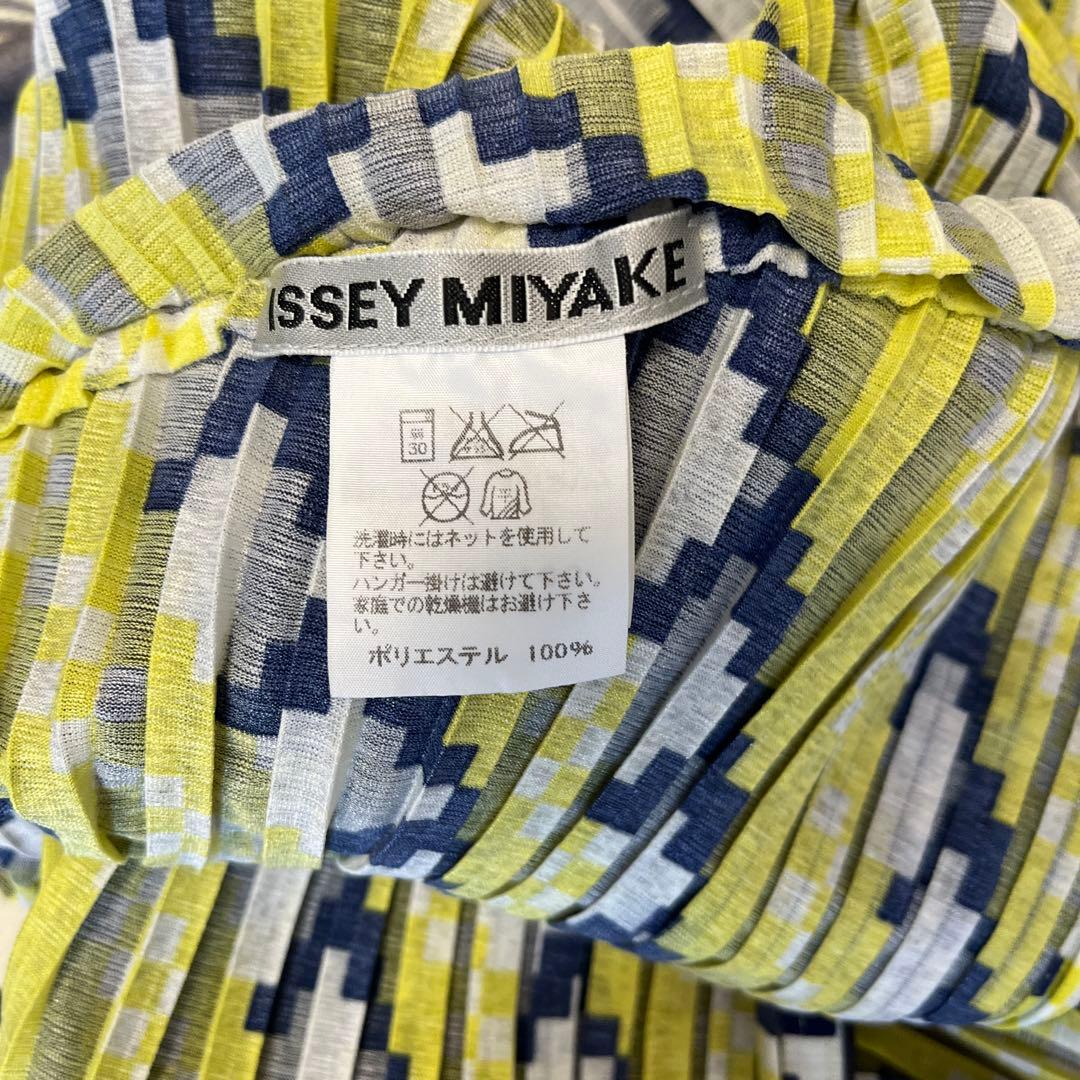 ISSEY MIYAKE
弱
30
洗濯時にはネットを使用して
下さい。
ハンガー掛けは避けて下さい。
家庭での乾燥機はお避け下さ
い。
ポリエステル 100%